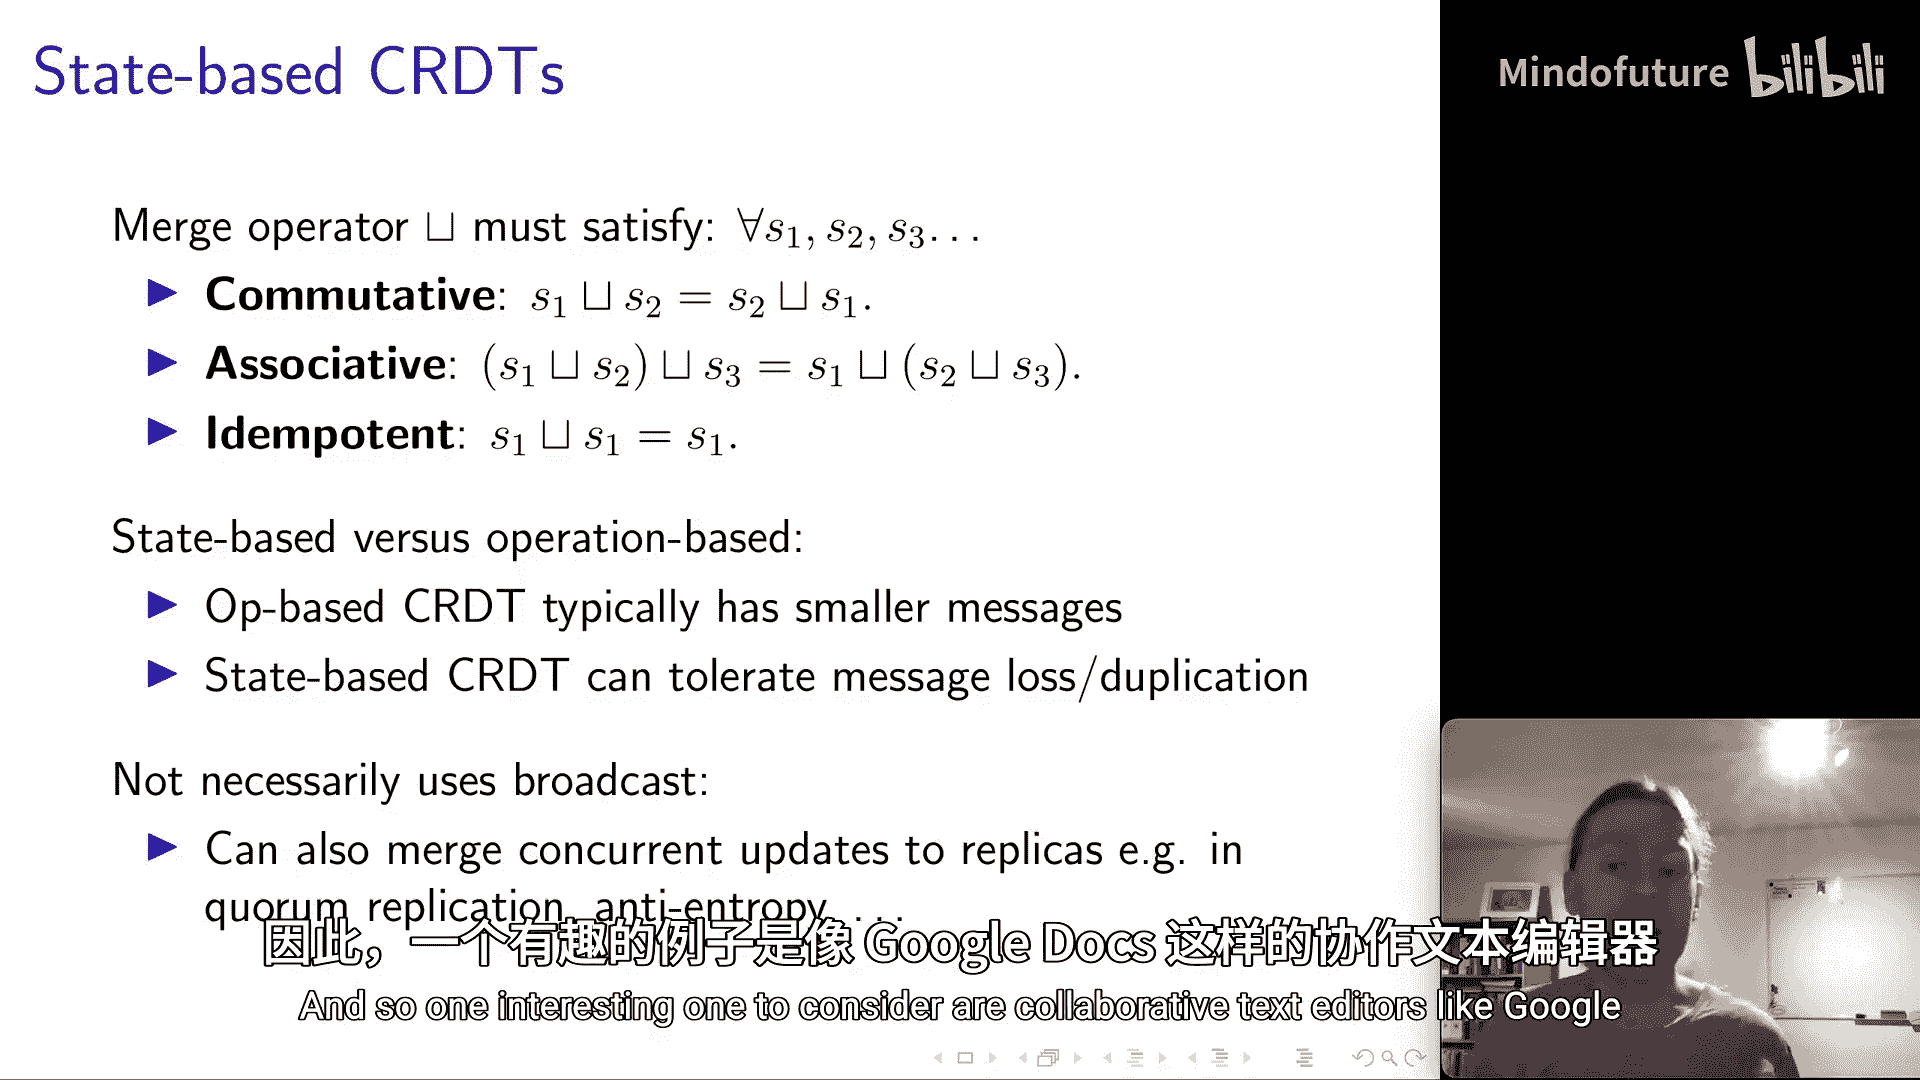 State-based CRDTs
Mindofuture bilibili
Merge operator ⊔ must satisfy: ∀s₁, s₂, s₃...
Commutative: s₁ ⊔ s₂ = s₂ ⊔ s₁.
Associative: (s₁ ⊔ s₂) ⊔ s₃ = s₁ ⊔ (s₂ ⊔ s₃).
Idempotent: s₁ ⊔ s₁ = s₁.
State-based versus operation-based:
Op-based CRDT typically has smaller messages
State-based CRDT can tolerate message loss/duplication
Not necessarily uses broadcast:
Can also merge concurrent updates to replicas e.g. in
quorum replication, anti-entropy, ...
因此，一个有趣的例子是像 Google Docs 这样的协作文本编辑器
And so one interesting one to consider are collaborative text editors like Google